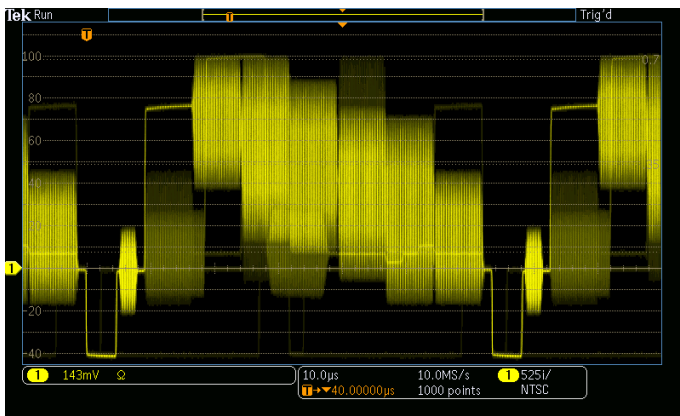 Tek Run Trig'd
T
T
100
0.7
80
60
40
1
-20
-40
1 143mV Ω
10.0µs 10.0MS/s
T→▼40.00000µs 1000 points
1 525i/
NTSC